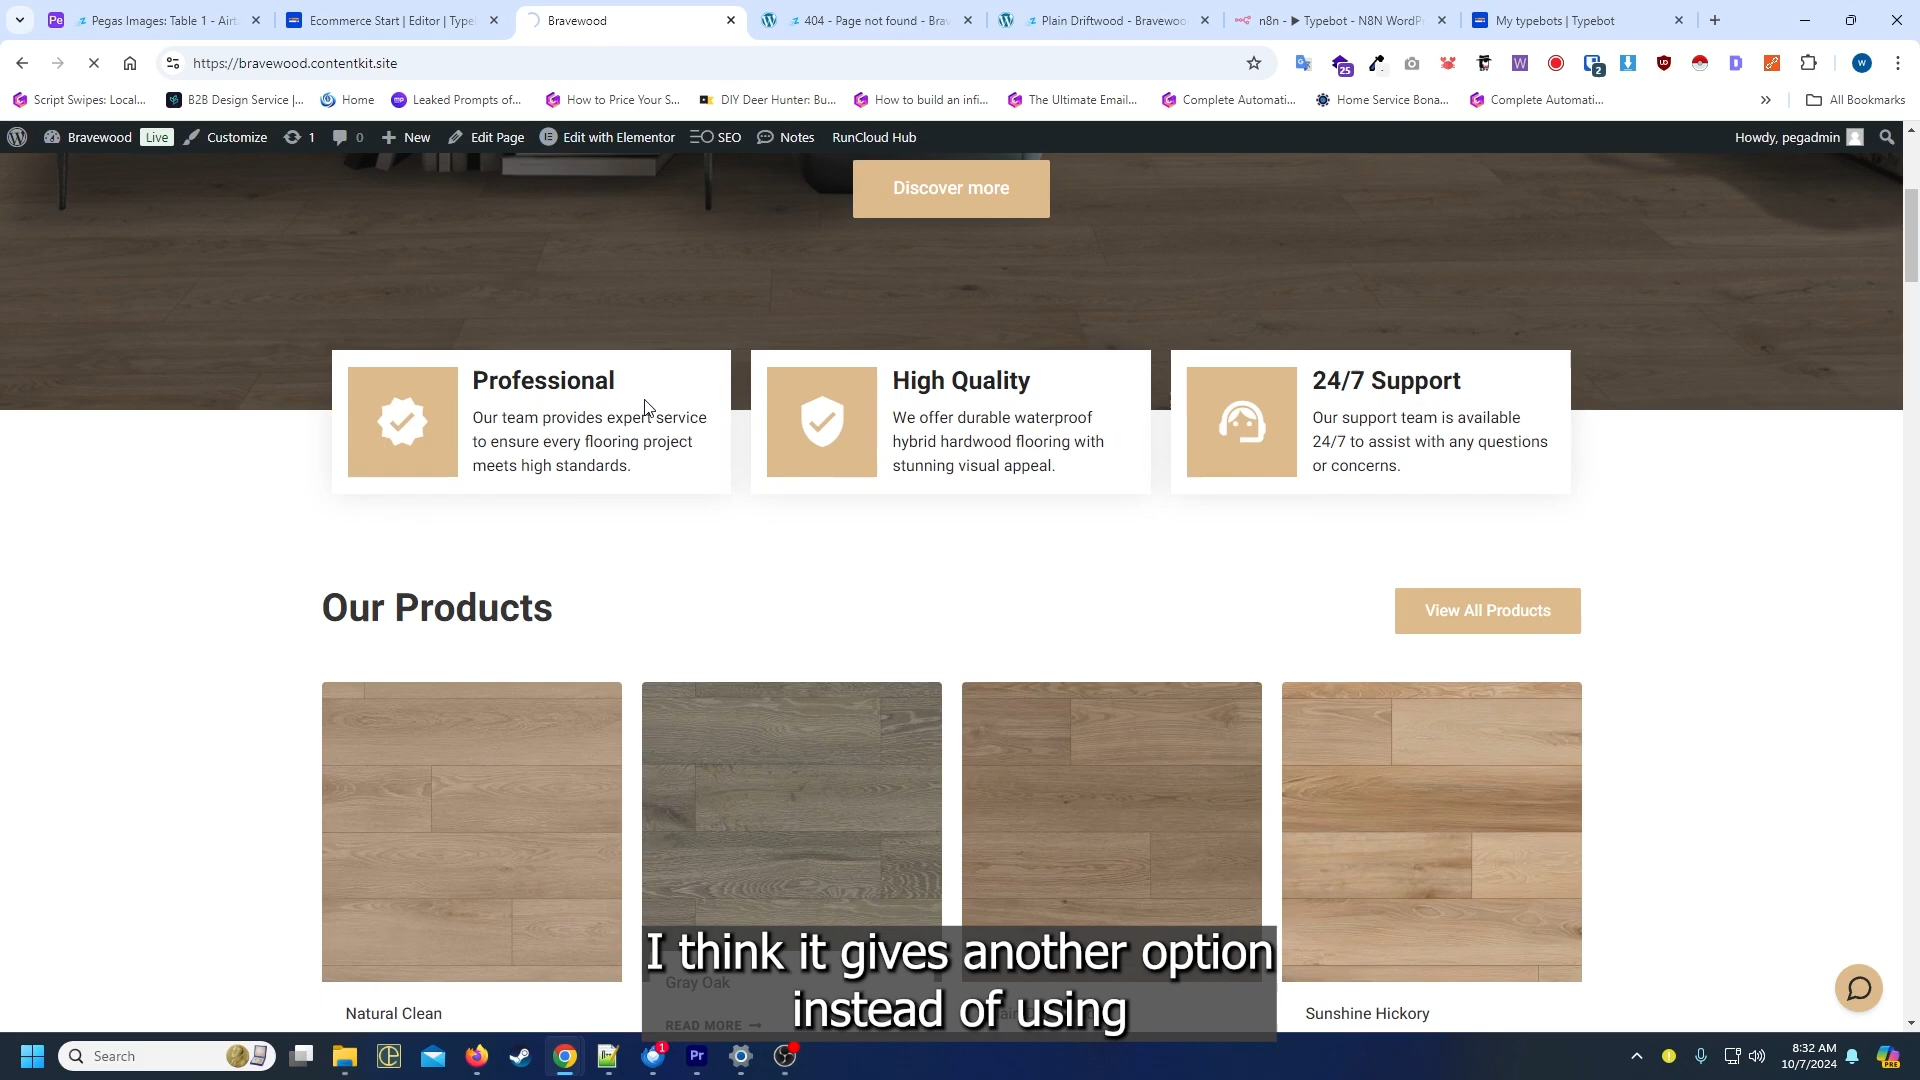 Pegas Images: Table 1 - Airt
Ecommerce Start | Editor | Type
Bravewood
404 - Page not found - Brav
Plain Driftwood - Bravewoo
n8n - ▶ Typebot - N8N WordPr
My typebots | Typebot
https://bravewood.contentkit.site
25
2
Script Swipes: Local...
B2B Design Service |...
Home
Leaked Prompts of...
How to Price Your S...
DIY Deer Hunter: Bu...
How to build an infi...
The Ultimate Email...
Complete Automati...
Home Service Bona...
Complete Automati...
All Bookmarks
Bravewood Live Customize 1 0 New Edit Page Edit with Elementor SEO Notes RunCloud Hub
Howdy, pegadmin
Discover more
Professional
Our team provides expert service
to ensure every flooring project
meets high standards.
High Quality
We offer durable waterproof
hybrid hardwood flooring with
stunning visual appeal.
24/7 Support
Our support team is available
24/7 to assist with any questions
or concerns.
Our Products
View All Products
Natural Clean
Gray Oak
READ MORE
Sunshine Hickory
I think it gives another option
instead of using
Search
8:32 AM
10/7/2024